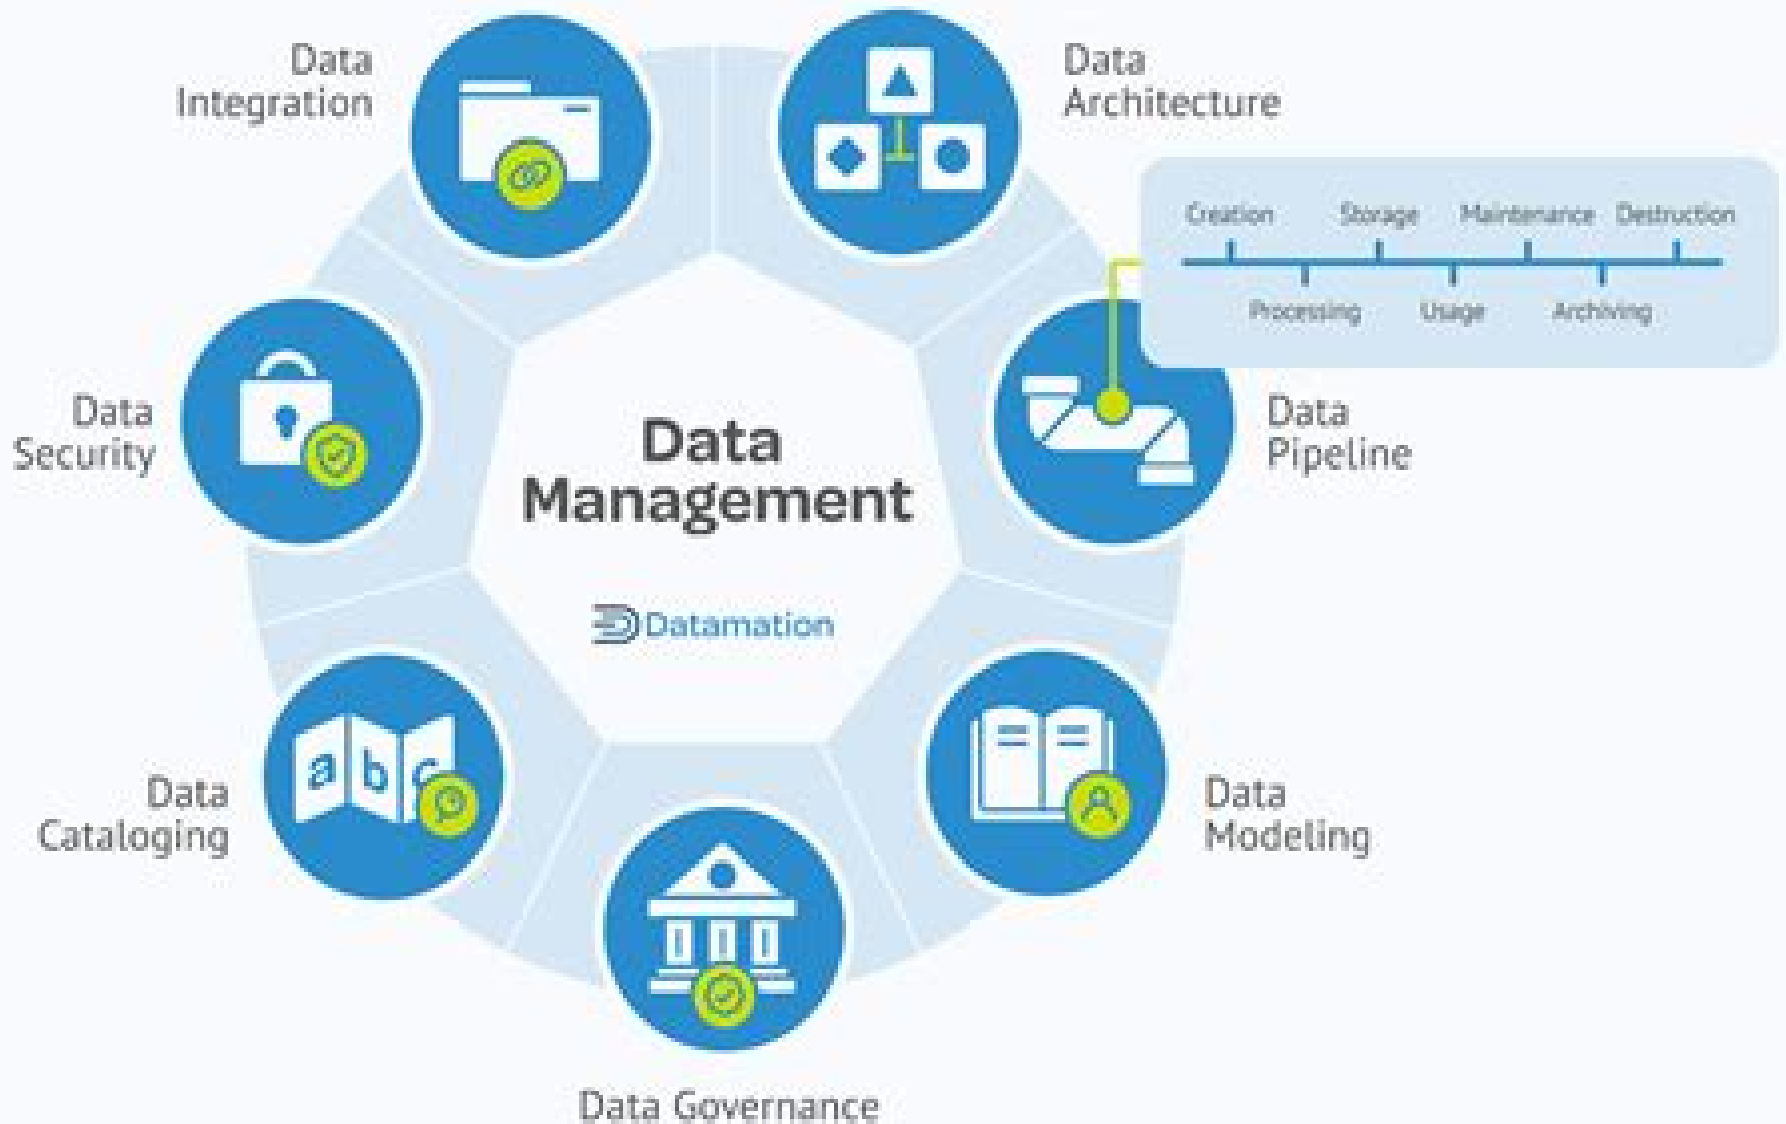 Data
Integration
Data
Architecture
Creation
Storage
Maintenance
Destruction
Processing
Usage
Archiving
Data
Security
Data
Management
Datamation
Data
Pipeline
a b c
Data
Cataloging
Data
Modeling
Data Governance